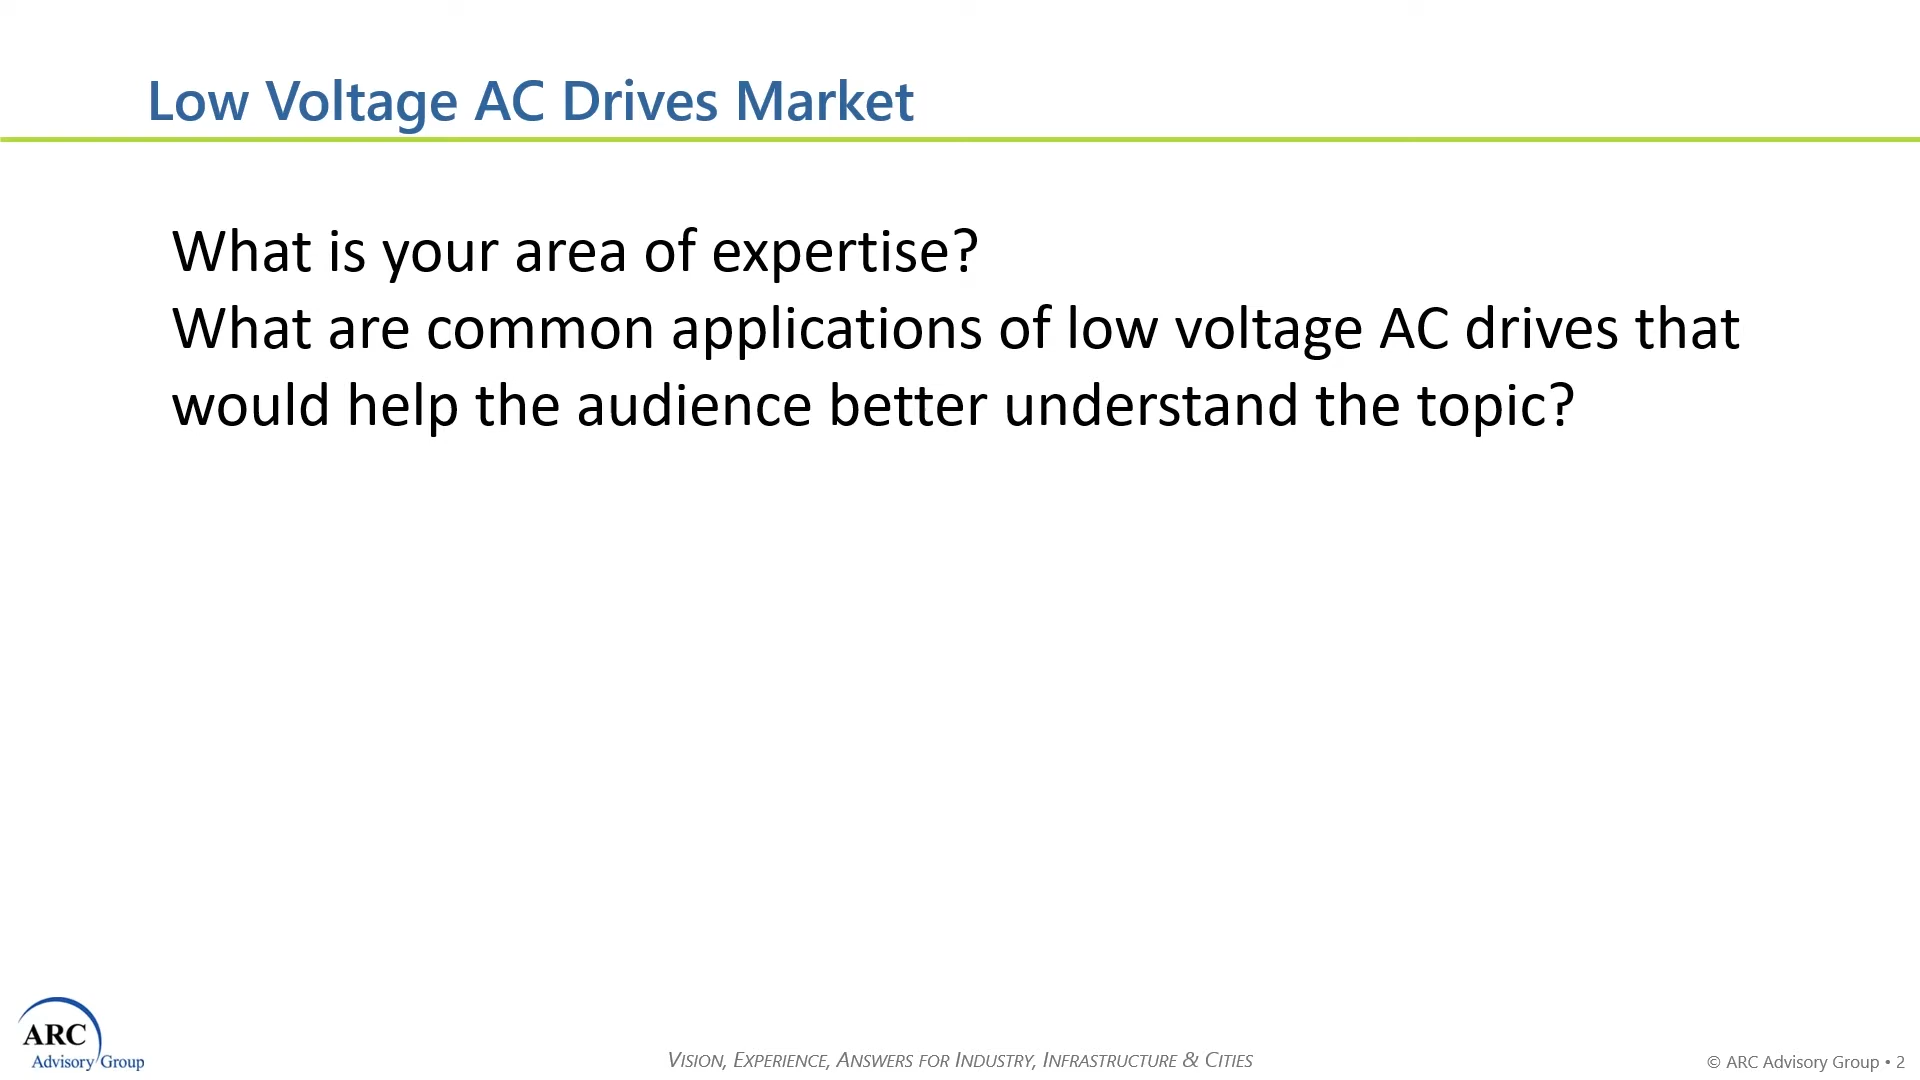 Low Voltage AC Drives Market
What is your area of expertise?
What are common applications of low voltage AC drives that
would help the audience better understand the topic?
ARC
Advisory Group
VISION, EXPERIENCE, ANSWERS FOR INDUSTRY, INFRASTRUCTURE & CITIES
© ARC Advisory Group • 2